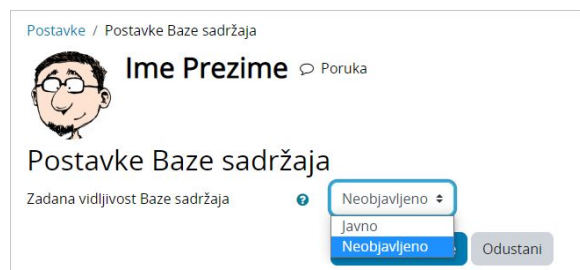 Postavke / Postavke Baze sadržaja
Ime Prezime Poruka
Postavke Baze sadržaja
Zadana vidljivost Baze sadržaja Neobjavljeno
Javno
Neobjavljeno Odustani